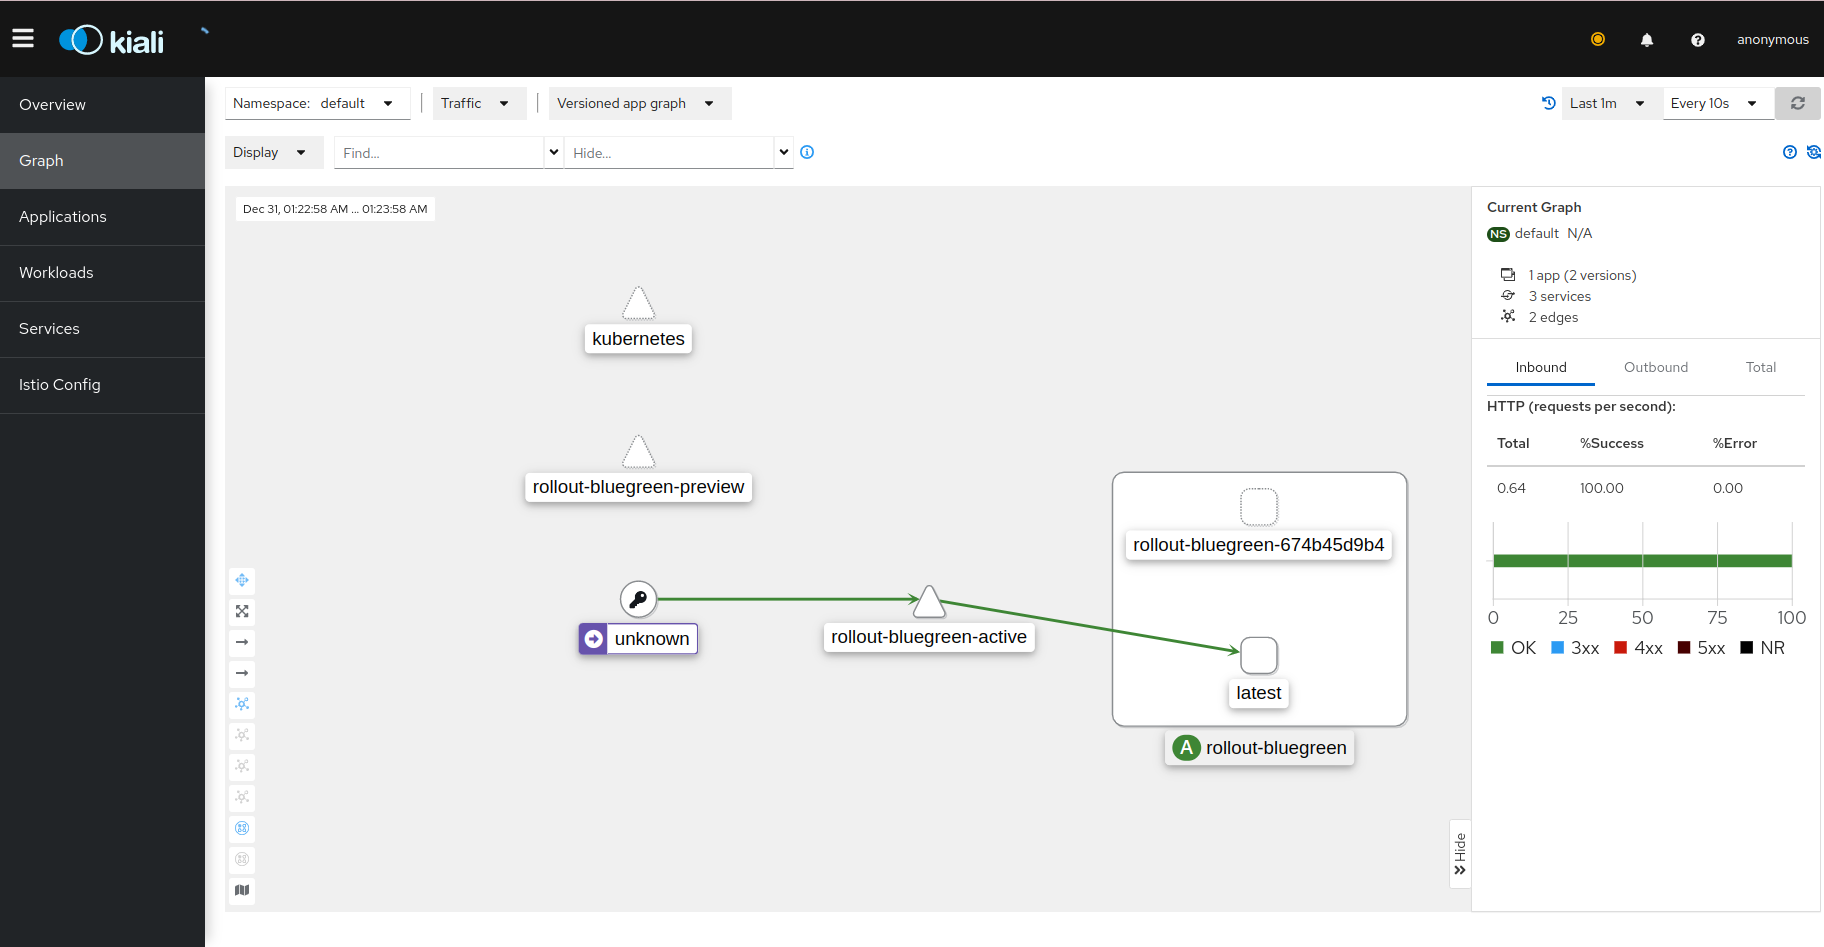 kiali
anonymous
Overview
Graph
Applications
Workloads
Services
Istio Config
Namespace: default
Traffic
Versioned app graph
Last 1m
Every 10s
Display
Find...
Hide...
Dec 31, 01:22:58 AM ... 01:23:58 AM
kubernetes
rollout-bluegreen-preview
unknown
rollout-bluegreen-active
rollout-bluegreen-674b45d9b4
latest
A rollout-bluegreen
Hide
Current Graph
NS default N/A
1 app (2 versions)
3 services
2 edges
Inbound Outbound Total
HTTP (requests per second):
Total %Success %Error
0.64 100.00 0.00
0 25 50 75 100
OK 3xx 4xx 5xx NR